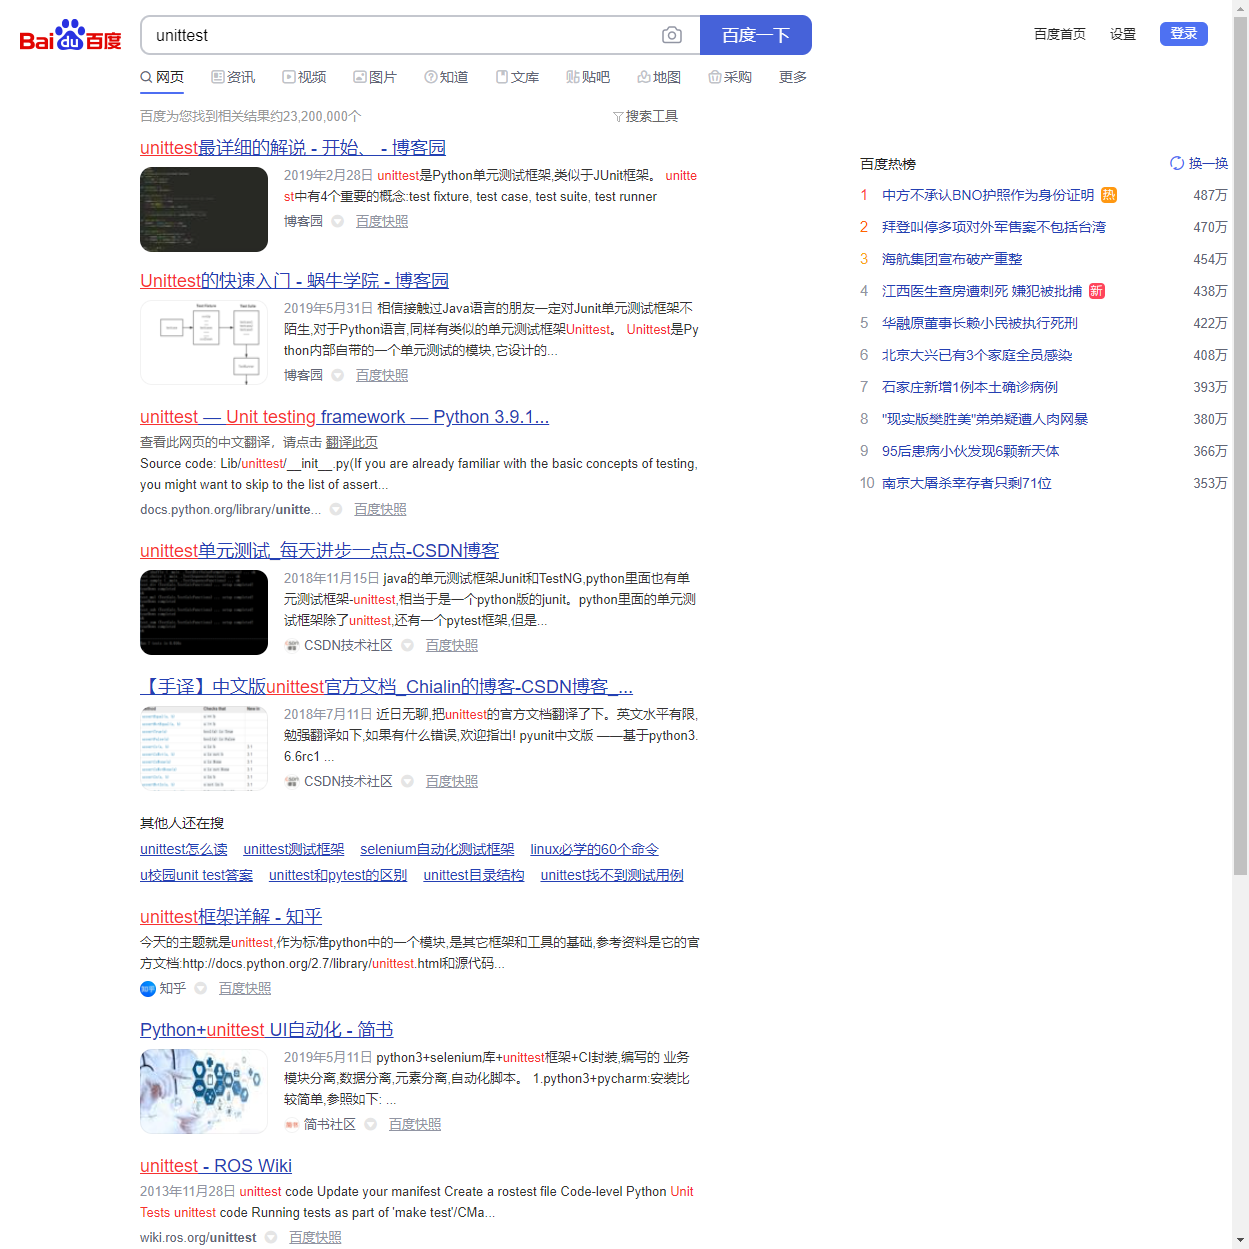 Bai du 百度
unittest
百度一下
百度首页 设置 登录
网页 资讯 视频 图片 知道 文库 贴吧 地图 采购 更多
百度为您找到相关结果约23,200,000个
搜索工具
unittest最详细的解说 - 开始、 - 博客园
2019年2月28日 unittest是Python单元测试框架,类似于JUnit框架。 unitte
st中有4个重要的概念:test fixture, test case, test suite, test runner
博客园 百度快照
Unittest的快速入门 - 蜗牛学院 - 博客园
2019年5月31日 相信接触过Java语言的朋友一定对Junit单元测试框架不
陌生,对于Python语言,同样有类似的单元测试框架Unittest。 Unittest是Py
thon内部自带的一个单元测试的模块,它设计的...
博客园 百度快照
unittest — Unit testing framework — Python 3.9.1...
查看此网页的中文翻译，请点击 翻译此页
Source code: Lib/unittest/__init__.py(If you are already familiar with the basic concepts of testing,
you might want to skip to the list of assert...
docs.python.org/library/unitte... 百度快照
unittest单元测试_每天进步一点点-CSDN博客
2018年11月15日 java的单元测试框架Junit和TestNG,python里面也有单
元测试框架-unittest,相当于是一个python版的junit。python里面的单元测
试框架除了unittest,还有一个pytest框架,但是...
CSDN技术社区 百度快照
【手译】中文版unittest官方文档_Chialin的博客-CSDN博客_...
2018年7月11日 近日无聊,把unittest的官方文档翻译了下。英文水平有限,
勉强翻译如下,如果有什么错误,欢迎指出! pyunit中文版 ——基于python3.
6.6rc1 ...
CSDN技术社区 百度快照
其他人还在搜
unittest怎么读 unittest测试框架 selenium自动化测试框架 linux必学的60个命令
u校园unit test答案 unittest和pytest的区别 unittest目录结构 unittest找不到测试用例
unittest框架详解 - 知乎
今天的主题就是unittest,作为标准python中的一个模块,是其它框架和工具的基础,参考资料是它的官
方文档:http://docs.python.org/2.7/library/unittest.html和源代码...
知乎 百度快照
Python+unittest UI自动化 - 简书
2019年5月11日 python3+selenium库+unittest框架+CI封装,编写的 业务
模块分离,数据分离,元素分离,自动化脚本。 1.python3+pycharm:安装比
较简单,参照如下: ...
简书社区 百度快照
unittest - ROS Wiki
2013年11月28日 unittest code Update your manifest Create a rostest file Code-level Python Unit
Tests unittest code Running tests as part of 'make test'/CMa...
wiki.ros.org/unittest 百度快照
百度热榜 换一换
1 中方不承认BNO护照作为身份证明 热 487万
2 拜登叫停多项对外军售案不包括台湾 470万
3 海航集团宣布破产重整 454万
4 江西医生查房遭刺死 嫌犯被批捕 新 438万
5 华融原董事长赖小民被执行死刑 422万
6 北京大兴已有3个家庭全员感染 408万
7 石家庄新增1例本土确诊病例 393万
8 "现实版樊胜美"弟弟疑遭人肉网暴 380万
9 95后患病小伙发现6颗新天体 366万
10 南京大屠杀幸存者只剩71位 353万